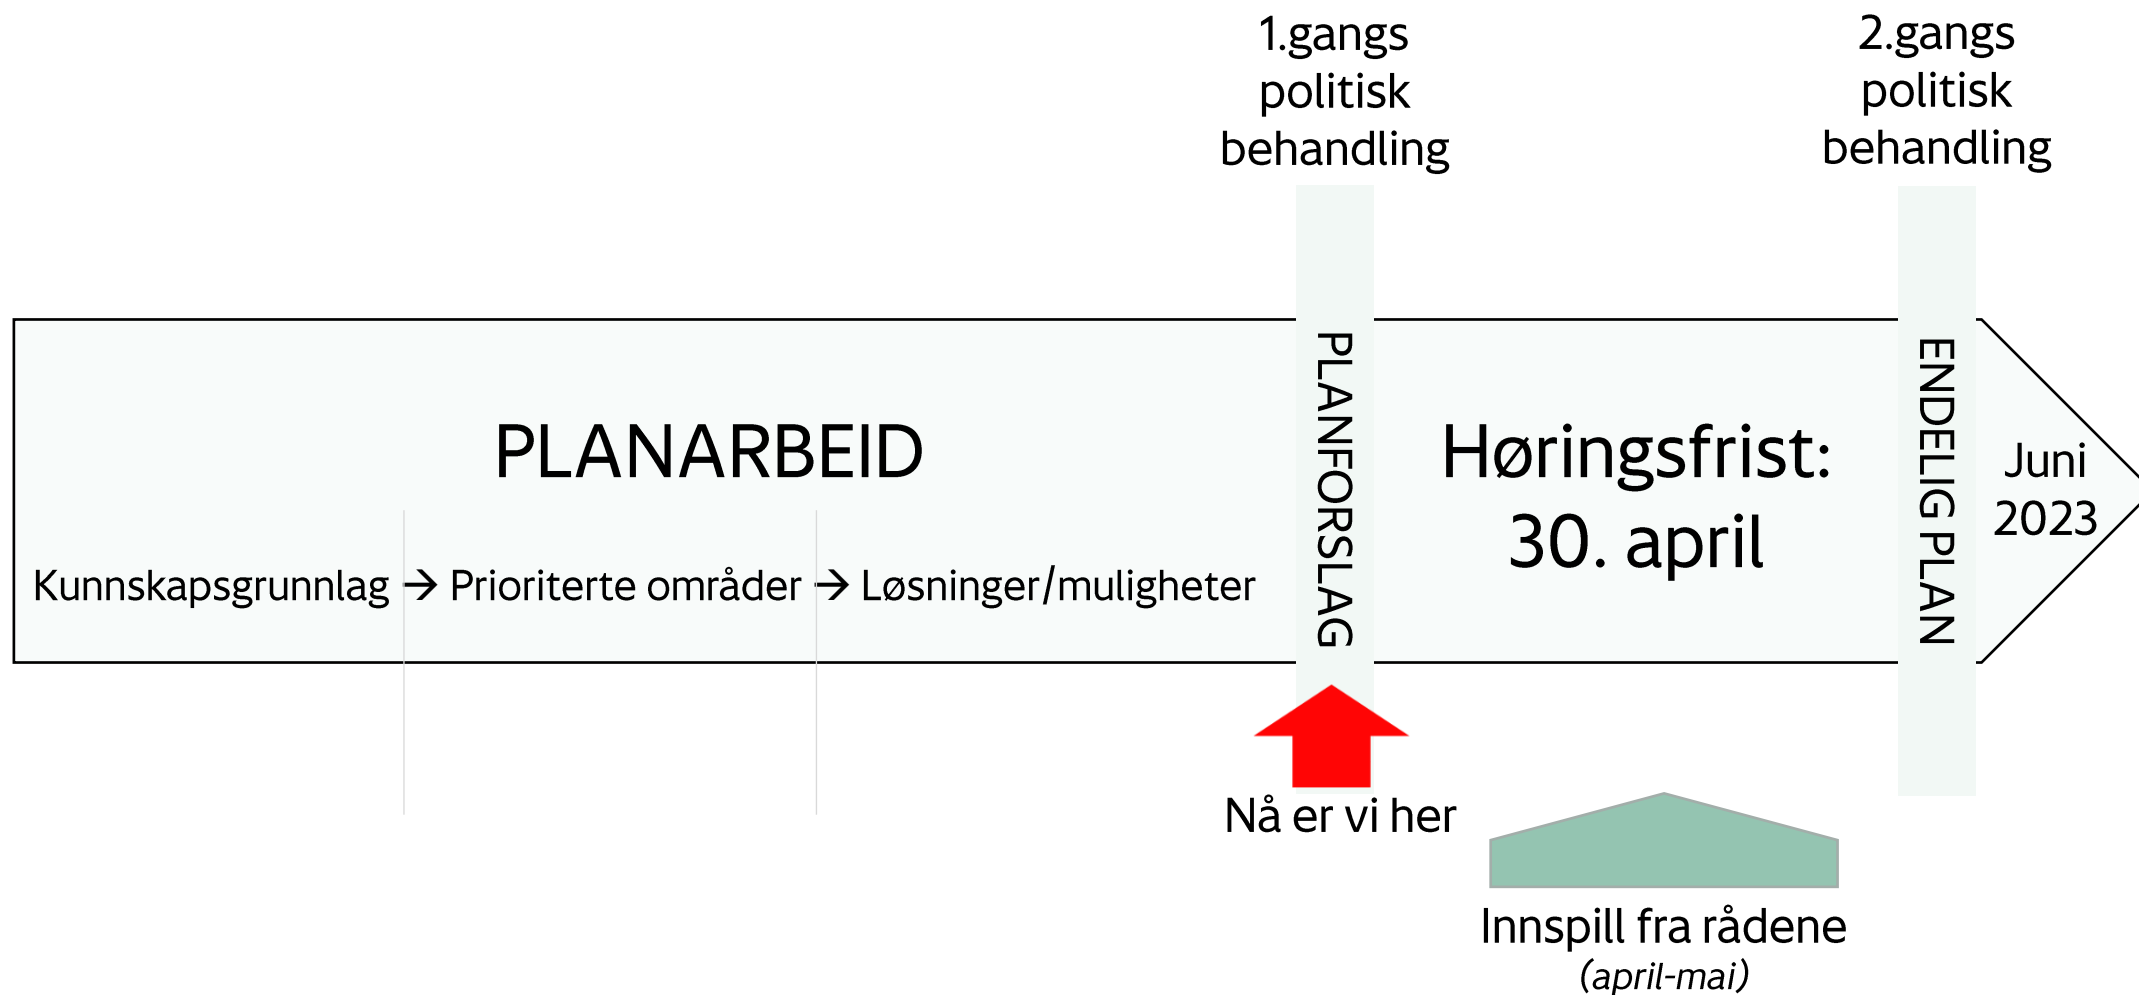 1.gangs
politisk
behandling
2.gangs
politisk
behandling
PLANARBEID
Kunnskapsgrunnlag → Prioriterte områder → Løsninger/muligheter
PLANFORSLAG
Høringsfrist:
30. april
ENDELIG PLAN
Juni
2023
Nå er vi her
Innspill fra rådene
(april-mai)